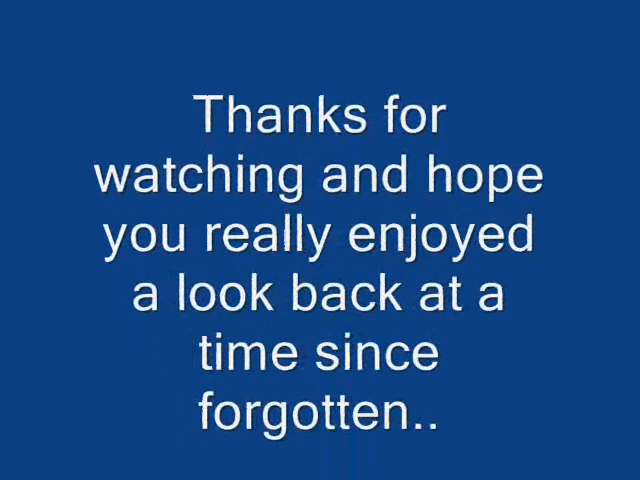 Thanks for
watching and hope
you really enjoyed
a look back at a
time since
forgotten..